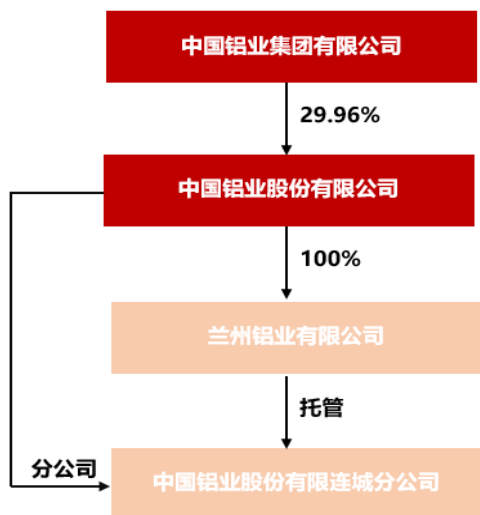 中国铝业集团有限公司
29.96%
中国铝业股份有限公司
100%
兰州铝业有限公司
托管
分公司
中国铝业股份有限连城分公司